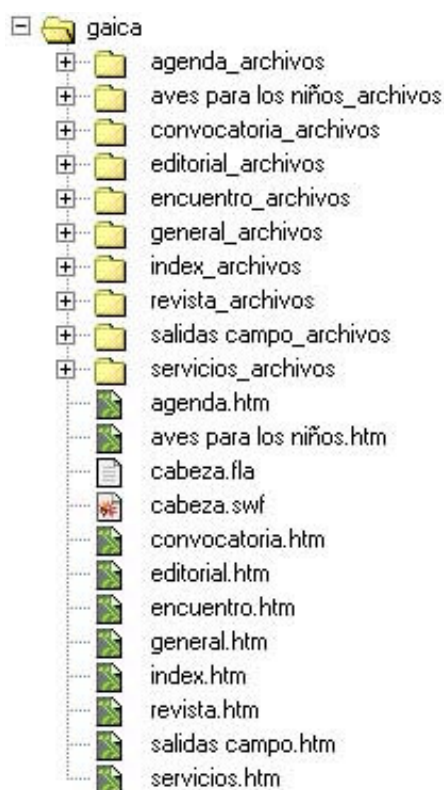 gaica
agenda_archivos
aves para los niños_archivos
convocatoria_archivos
editorial_archivos
encuentro_archivos
general_archivos
index_archivos
revista_archivos
salidas campo_archivos
servicios_archivos
agenda.htm
aves para los niños.htm
cabeza.fla
cabeza.swf
convocatoria.htm
editorial.htm
encuentro.htm
general.htm
index.htm
revista.htm
salidas campo.htm
servicios.htm